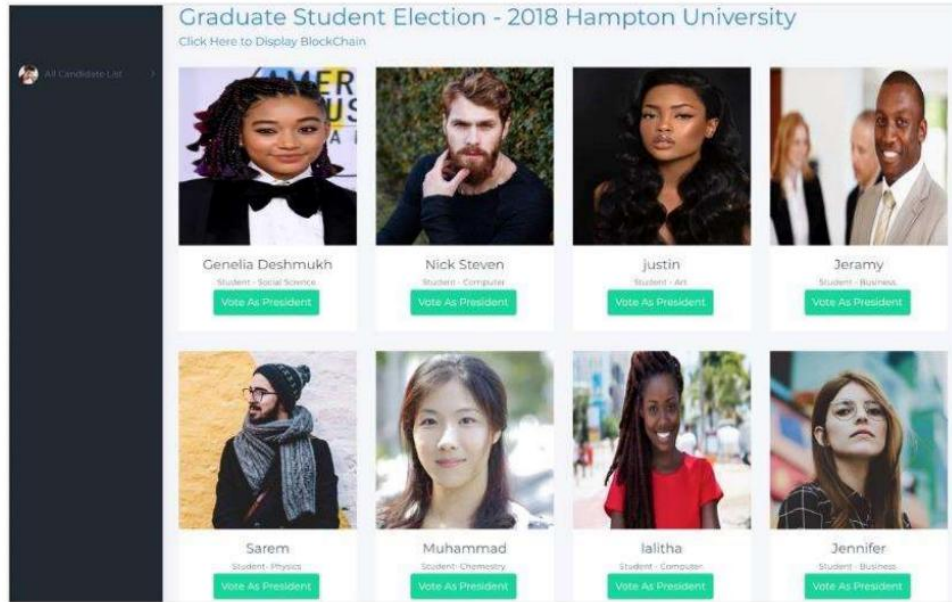 Graduate Student Election - 2018 Hampton University
Click Here to Display BlockChain
All Candidate List
Genelia Deshmukh
Student - Social Science
Vote As President
Nick Steven
Student - Computer
Vote As President
justin
Student - Art
Vote As President
Jeramy
Student - Business
Vote As President
Sarem
Student- Physics
Vote As President
Muhammad
Student- Chemestry
Vote As President
lalitha
Student - Computer
Vote As President
Jennifer
Student - Business
Vote As President